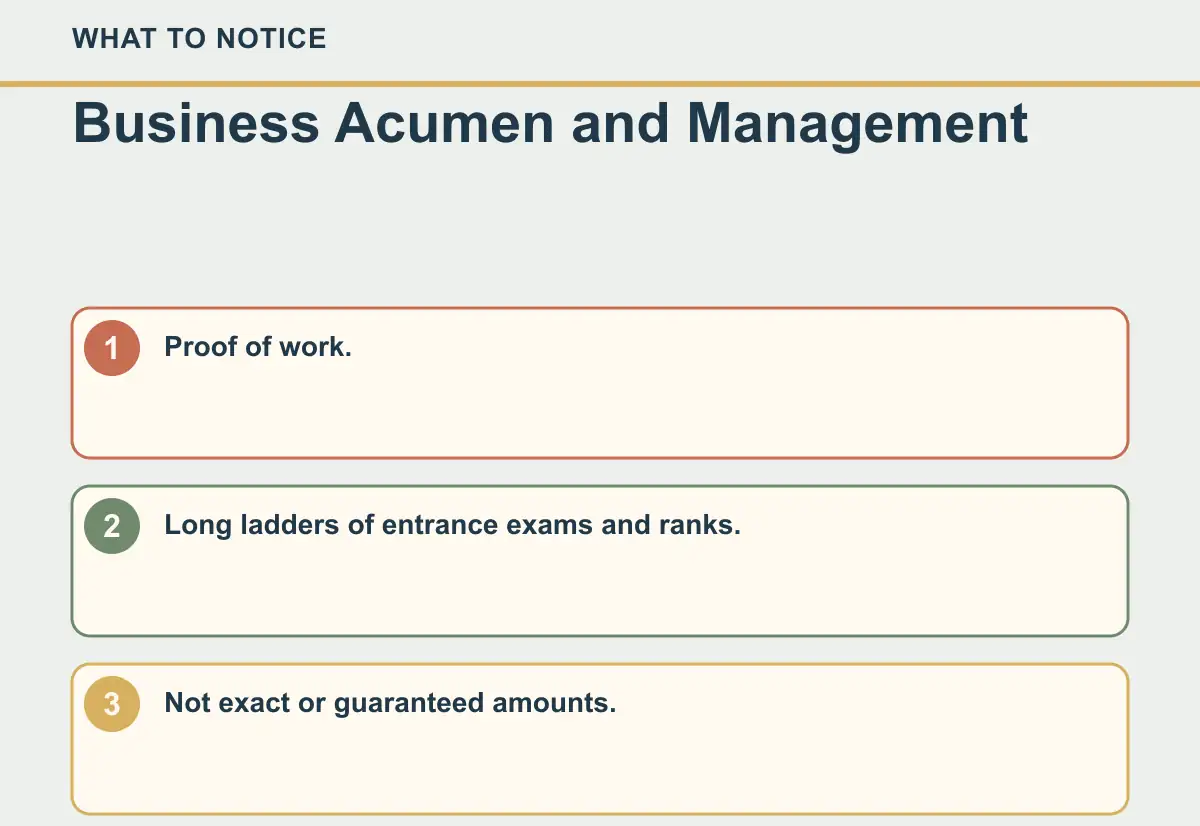 WHAT TO NOTICE
Business Acumen and Management
1 Proof of work.
2 Long ladders of entrance exams and ranks.
3 Not exact or guaranteed amounts.